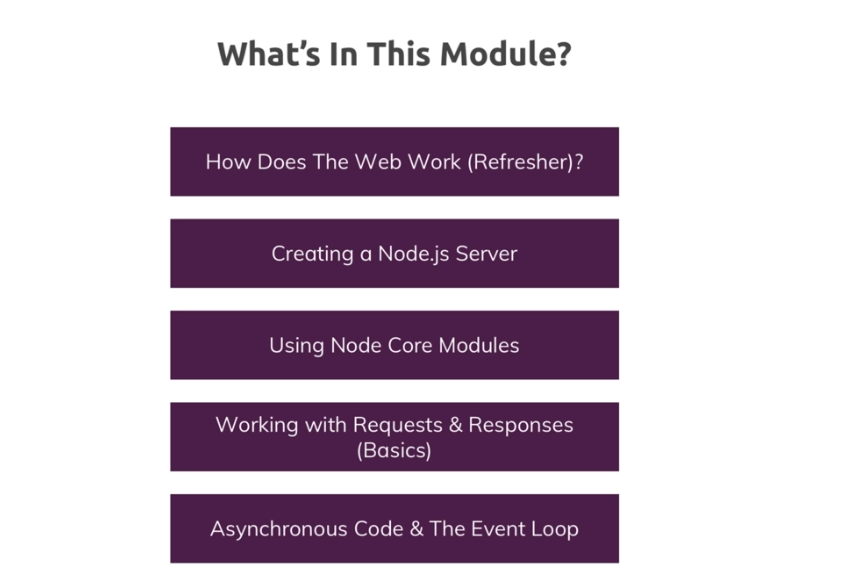 What’s In This Module?
How Does The Web Work (Refresher)?
Creating a Node.js Server
Using Node Core Modules
Working with Requests & Responses
(Basics)
Asynchronous Code & The Event Loop